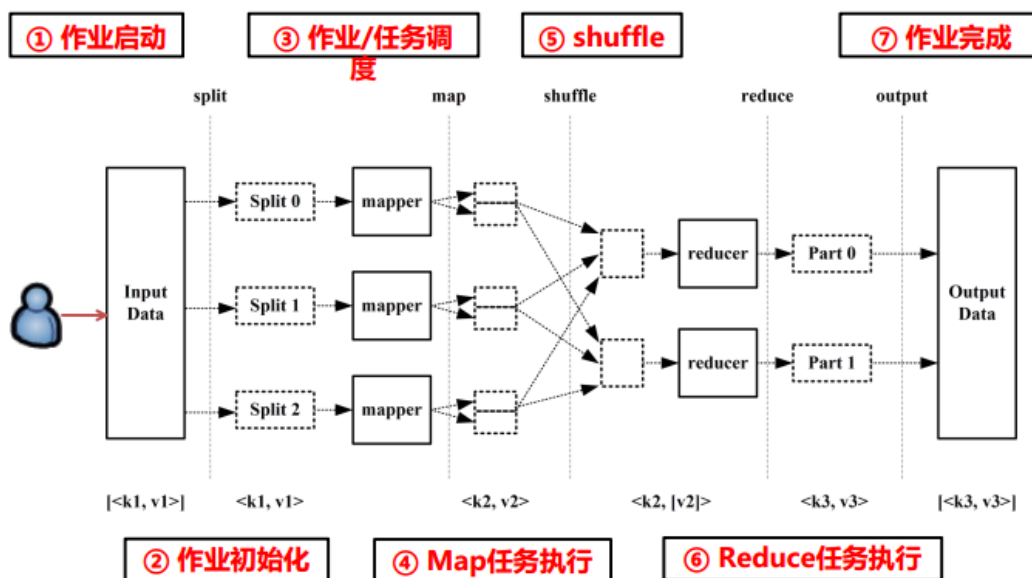 ① 作业启动
③ 作业/任务调
度
⑤ shuffle
⑦ 作业完成
split
map
shuffle
reduce
output
Input
Data
Split 0
mapper
Split 1
mapper
Split 2
mapper
reducer
Part 0
reducer
Part 1
Output
Data
|<k1, v1>|
<k1, v1>
<k2, v2>
<k2, |v2|>
<k3, v3>
|<k3, v3>|
② 作业初始化
④ Map任务执行
⑥ Reduce任务执行